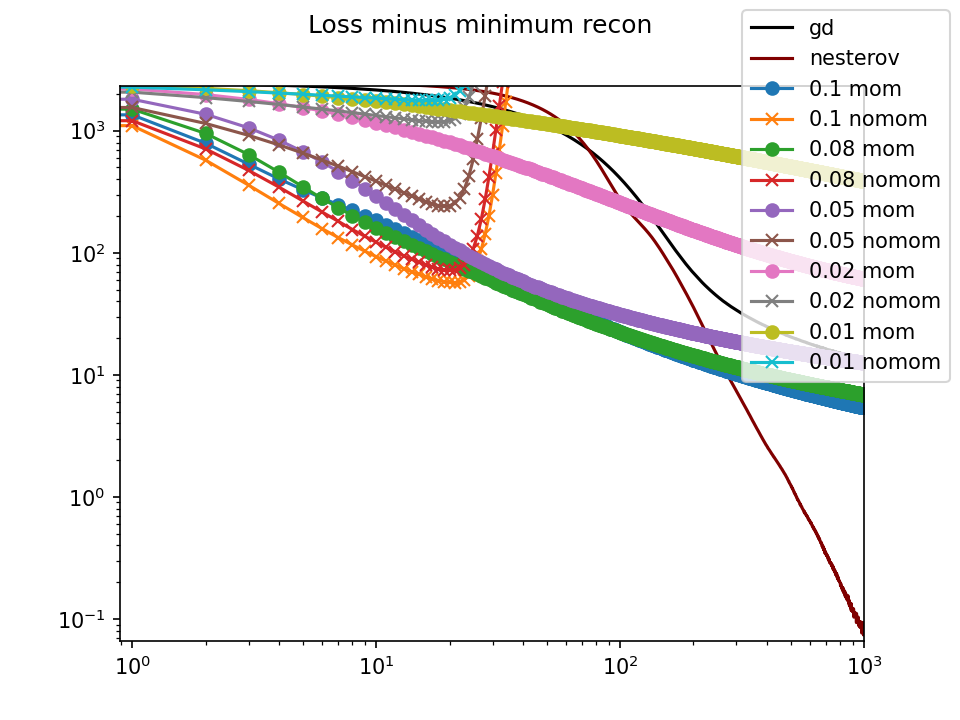 Loss minus minimum recon
gd
nesterov
0.1 mom
0.1 nomom
0.08 mom
0.08 nomom
0.05 mom
0.05 nomom
0.02 mom
0.02 nomom
0.01 mom
0.01 nomom
10³
10²
10¹
10⁰
10⁻¹
10⁰ 10¹ 10² 10³